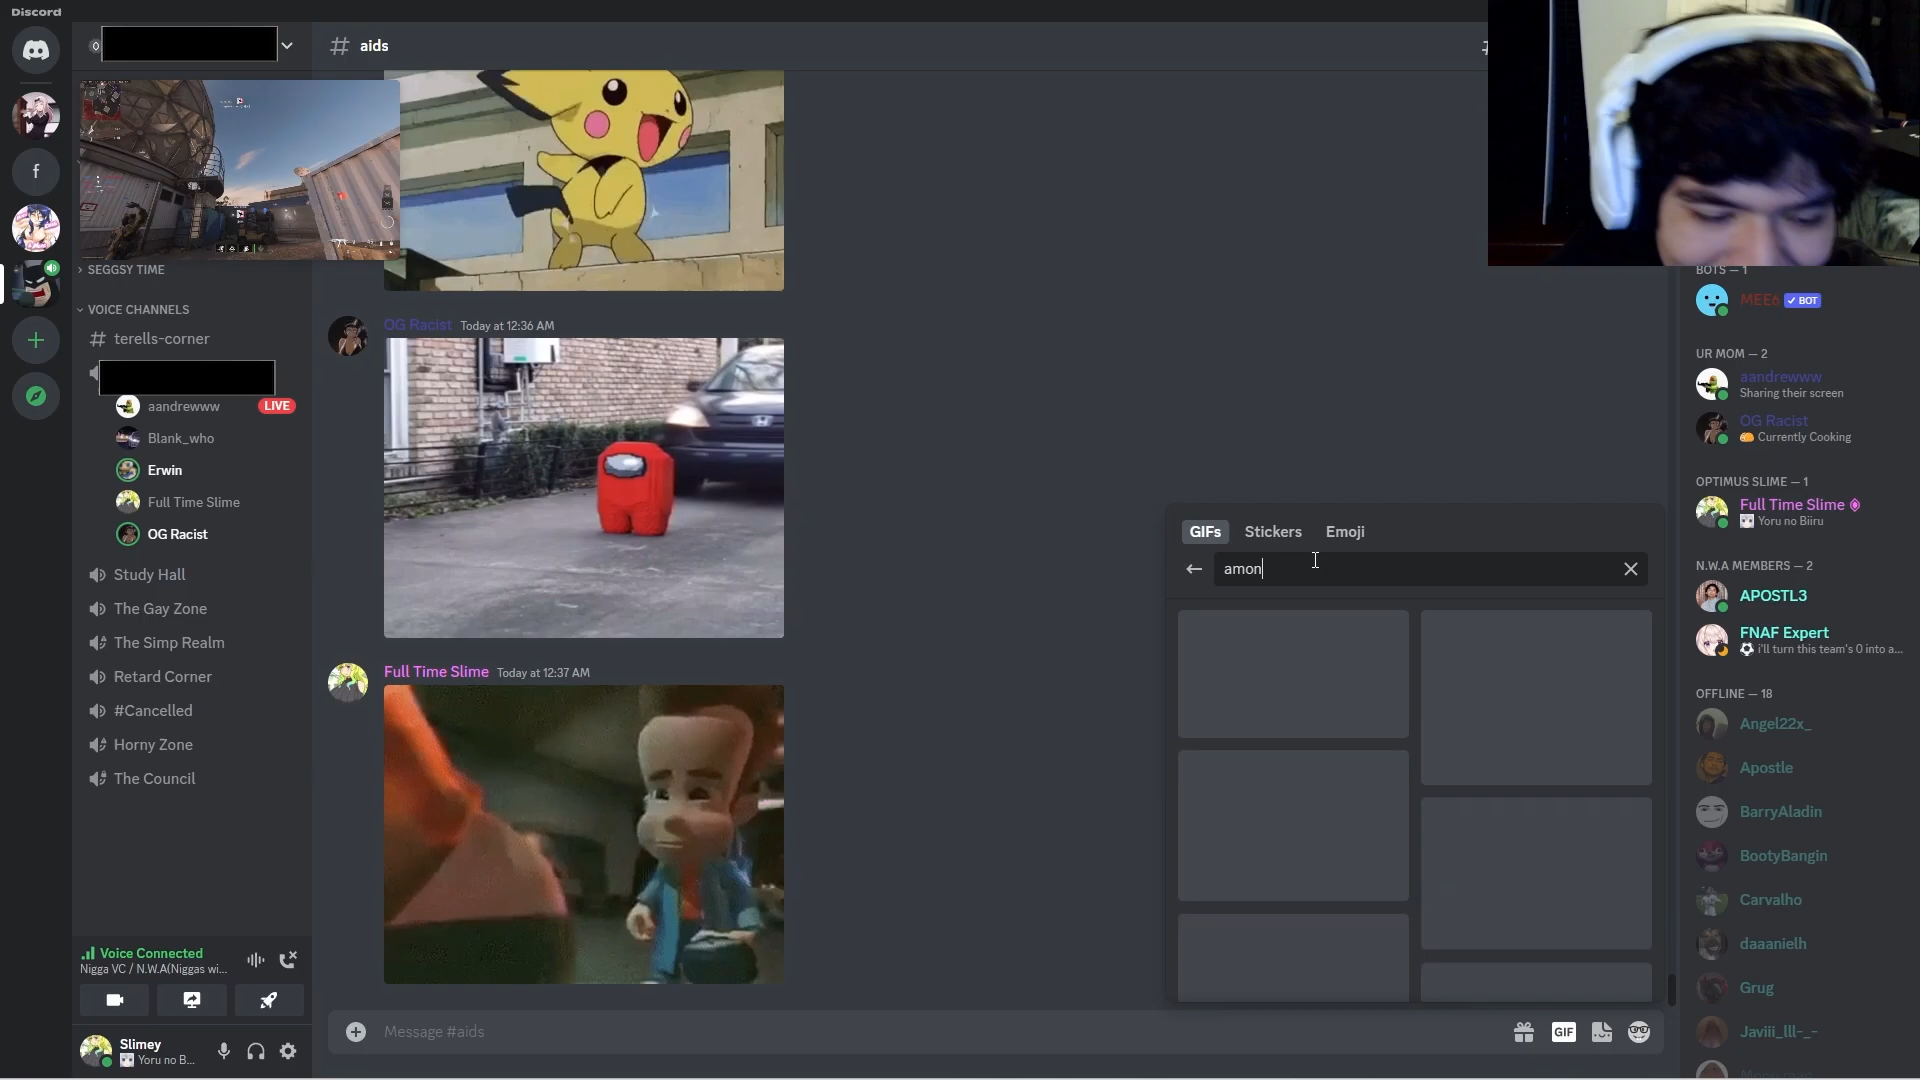 Discord
# aids
f
SEGGSY TIME
VOICE CHANNELS
terells-corner
aandrewww
LIVE
Blank_who
Erwin
Full Time Slime
OG Racist
Study Hall
The Gay Zone
The Simp Realm
Retard Corner
#Cancelled
Horny Zone
The Council
Voice Connected
Nigga VC / N.W.A(Niggas wi...
Slimey
Yoru no B...
OG Racist Today at 12:36 AM
Full Time Slime Today at 12:37 AM
Message #aids
GIF
GIFs Stickers Emoji
amon
BOTS — 1
MEE6 BOT
UR MOM — 2
aandrewww
Sharing their screen
OG Racist
Currently Cooking
OPTIMUS SLIME — 1
Full Time Slime
Yoru no Biiru
N.W.A MEMBERS — 2
APOSTL3
FNAF Expert
i'll turn this team's 0 into a...
OFFLINE — 18
Angel22x_
Apostle
BarryAladin
BootyBangin
Carvalho
daaanielh
Grug
Javiii_lll-_-